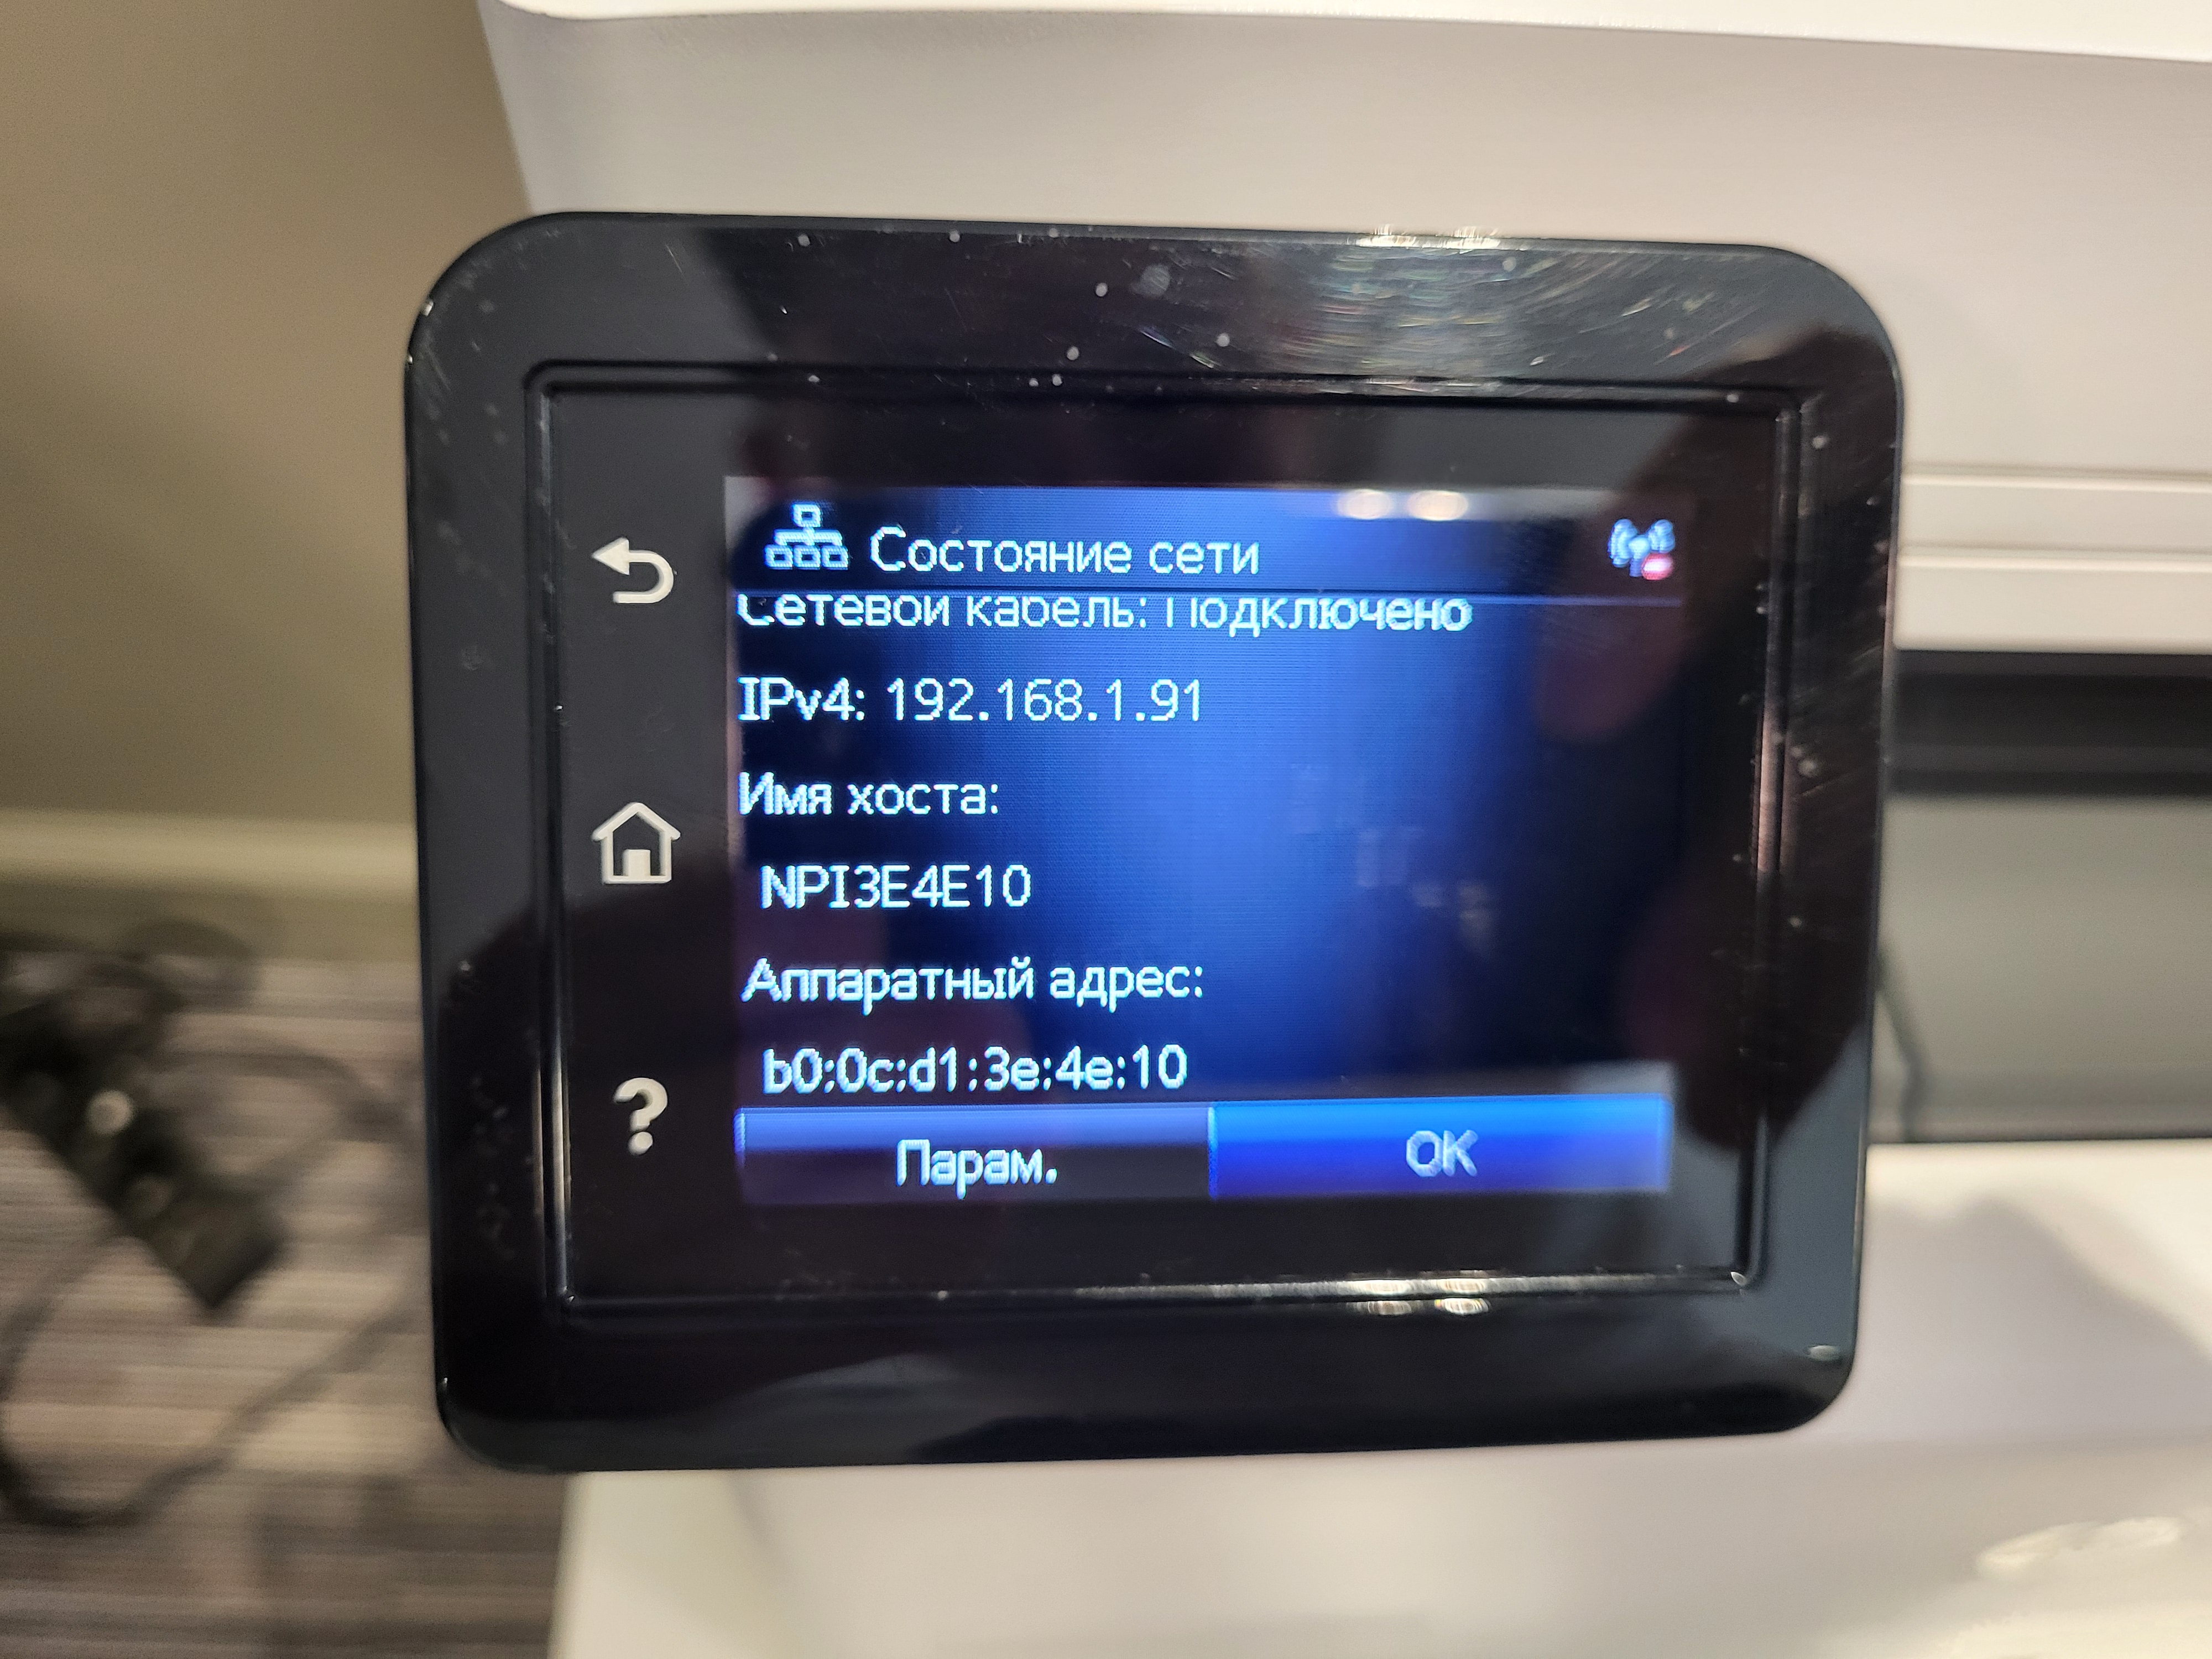 Состояние сети
Сетевой кабель: Подключено
IPv4: 192.168.1.91
Имя хоста:
NPI3E4E10
Аппаратный адрес:
b0:0c:d1:3e:4e:10
Парам.
OK
?